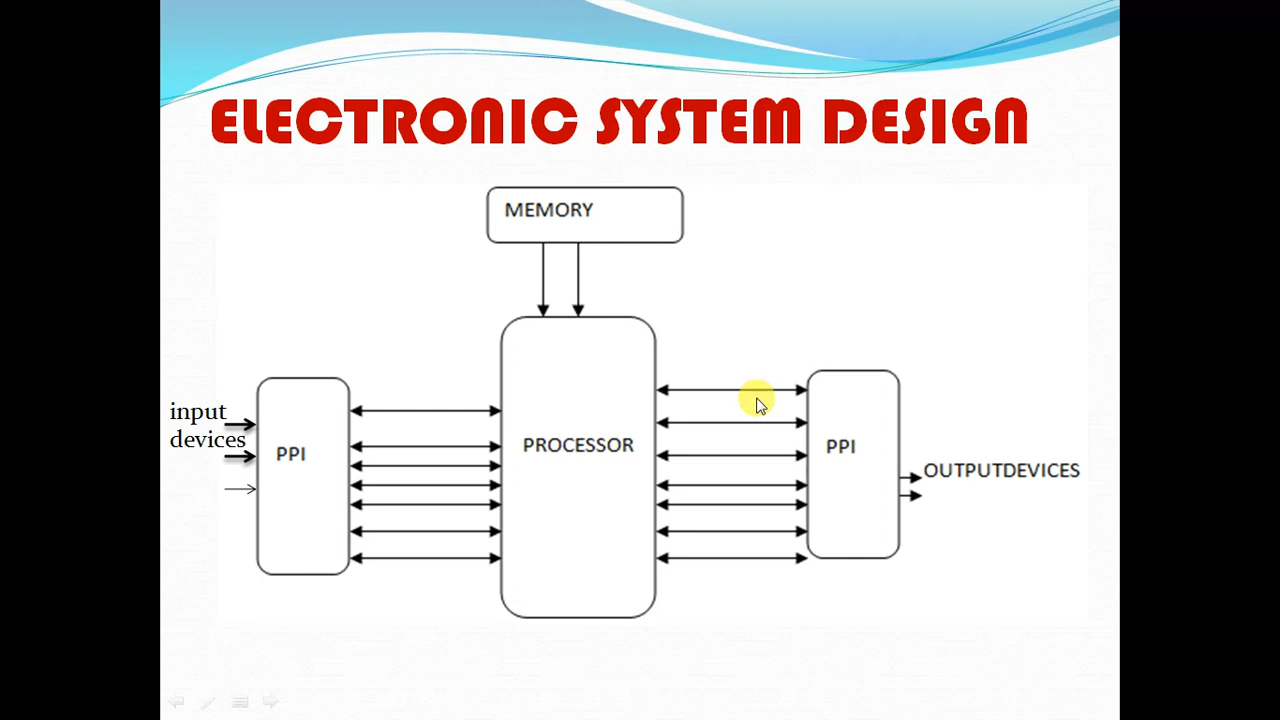 ELECTRONIC SYSTEM DESIGN
MEMORY
input
devices
PPI
PROCESSOR
PPI
OUTPUTDEVICES